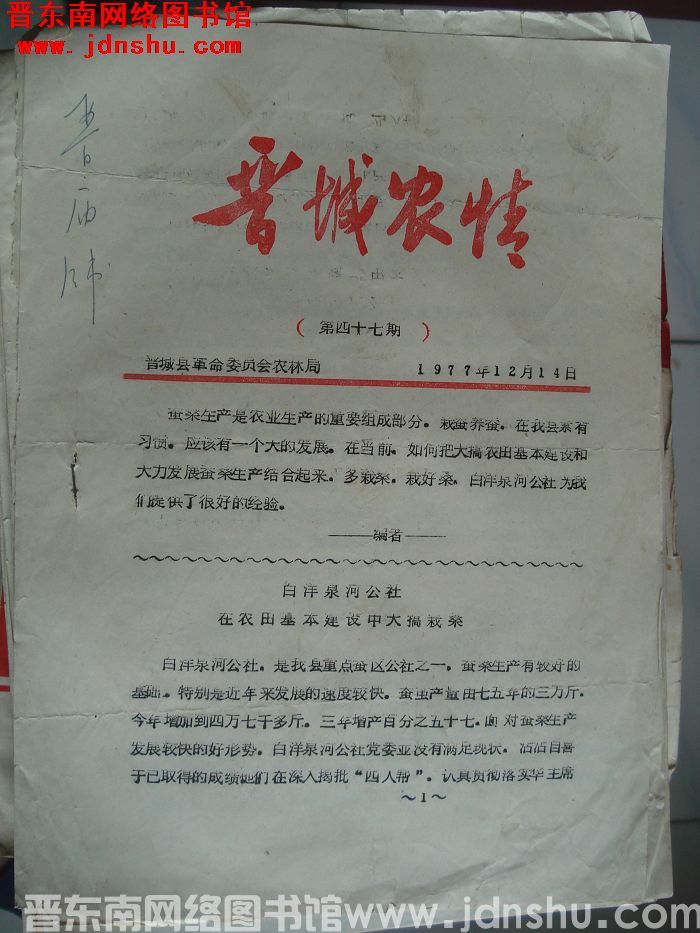 晋东南网络图书馆
www.jdnshu.com
晋庙
晋城农情
（第四十七期）
晋城县革命委员会农林局 1977年12月14日
蚕桑生产是农业生产的重要组成部分。栽桑养蚕。在我县素有
习惯。应该有一个大的发展。在当前。如何把大搞农田基本建设和
大力发展蚕桑生产结合起来。多栽桑。栽好桑。白洋泉河公社为我
们提供了很好的经验。
——编者——
白洋泉河公社
在农田基本建设中大搞栽桑
白洋泉河公社。是我县重点蚕区公社之一。蚕桑生产有较好的
基础。特别是近年来发展的速度较快。蚕茧产量由七五年的三万斤.
今年增加到四万七千多斤。三年增产百分之五十七.面对蚕桑生产
发展较快的好形势。白洋泉河公社党委并没有满足现状。沾沾自喜
于已取得的成绩她们在深入揭批“四人帮”。认真贯彻落实华主席
～1～
晋东南网络图书馆www.jdnshu.com